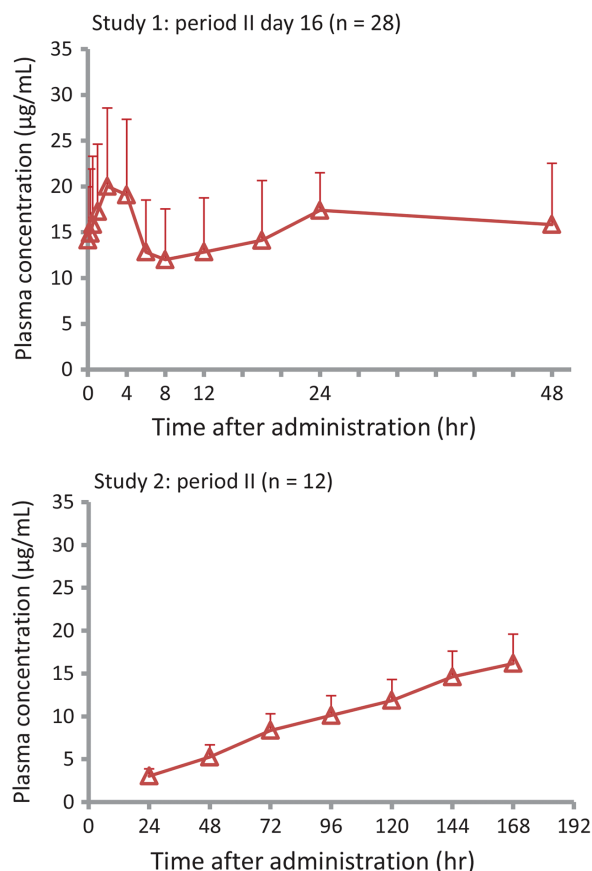 Study 1: period II day 16 (n = 28)
Plasma concentration (µg/mL)
35
30
25
20
15
10
5
0
0 4 8 12 24 48
Time after administration (hr)
Study 2: period II (n = 12)
Plasma concentration (µg/mL)
35
30
25
20
15
10
5
0
0 24 48 72 96 120 144 168 192
Time after administration (hr)